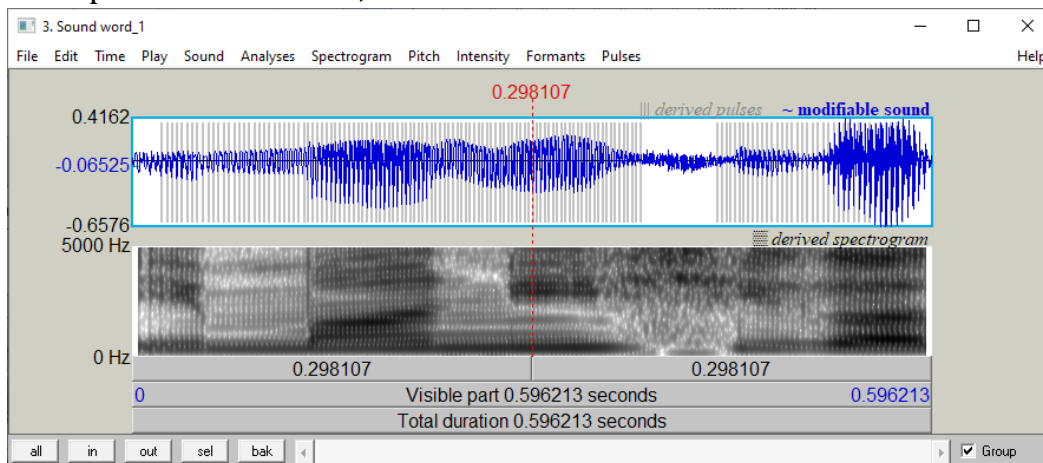 3. Sound word_1
File Edit Time Play Sound Analyses Spectrogram Pitch Intensity Formants Pulses Help
0.298107
derived pulses ~ modifiable sound
0.4162
-0.06525
-0.6576
5000 Hz
derived spectrogram
0 Hz
0.298107 0.298107
0 Visible part 0.596213 seconds 0.596213
Total duration 0.596213 seconds
all in out sel bak Group